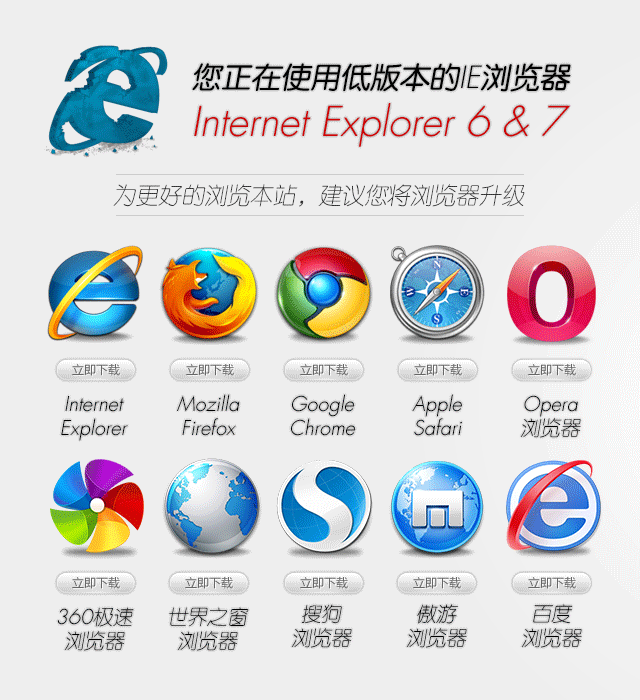 您正在使用低版本的IE浏览器
Internet Explorer 6 & 7
为更好的浏览本站，建议您将浏览器升级
N
W
E
S
立即下载 立即下载 立即下载 立即下载 立即下载
Internet Mozilla Google Apple Opera
Explorer Firefox Chrome Safari 浏览器
立即下载 立即下载 立即下载 立即下载 立即下载
360极速 世界之窗 搜狗 傲游 百度
浏览器 浏览器 浏览器 浏览器 浏览器